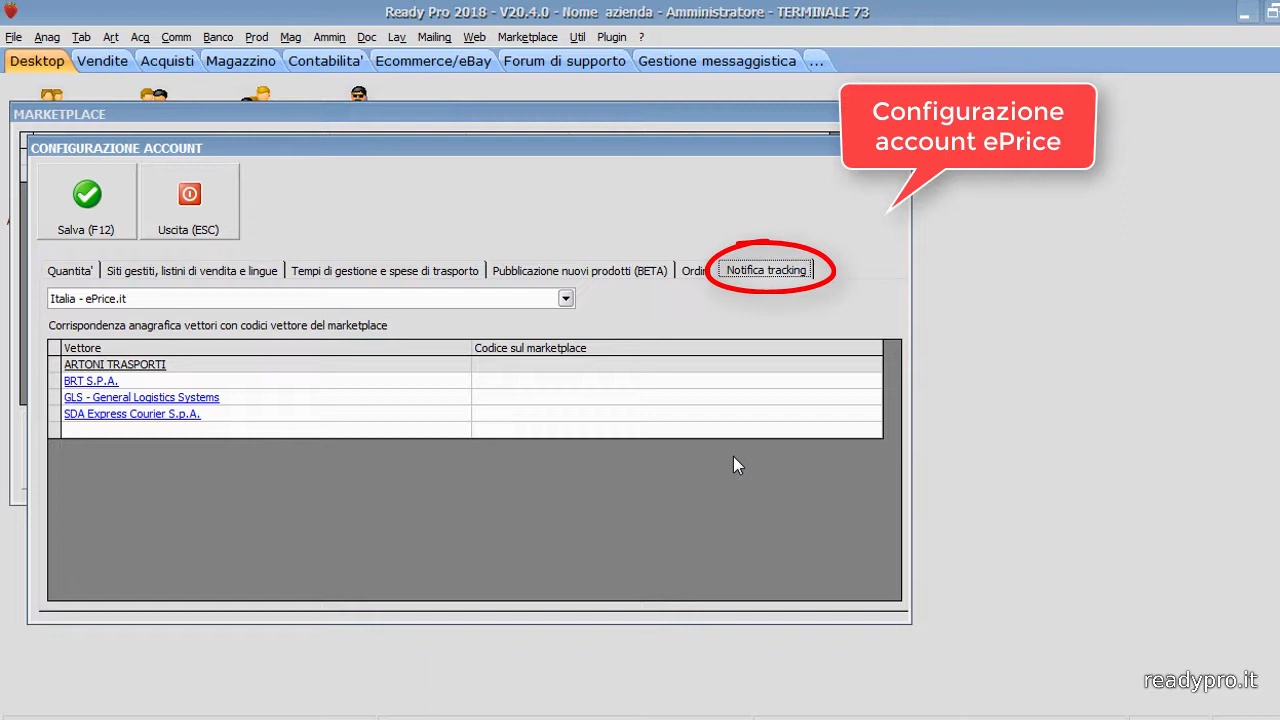 Ready Pro 2018 - V20.4.0 - Nome azienda - Amministratore - TERMINALE 73
File Anag Tab Art Acq Comm Banco Prod Mag Ammin Doc Lav Mailing Web Marketplace Util Plugin ?
Desktop Vendite Acquisti Magazzino Contabilita' Ecommerce/eBay Forum di supporto Gestione messaggistica ...
MARKETPLACE
Configurazione
account ePrice
CONFIGURAZIONE ACCOUNT
Salva (F12) Uscita (ESC)
Quantita' Siti gestiti, listini di vendita e lingue Tempi di gestione e spese di trasporto Pubblicazione nuovi prodotti (BETA) Notifica tracking
Italia - ePrice.it
Corrispondenza anagrafica vettori con codici vettore del marketplace
Vettore Codice sul marketplace
ARTONI TRASPORTI
BRT S.P.A.
GLS - General Logistics Systems
SDA Express Courier S.p.A.
readypro.it